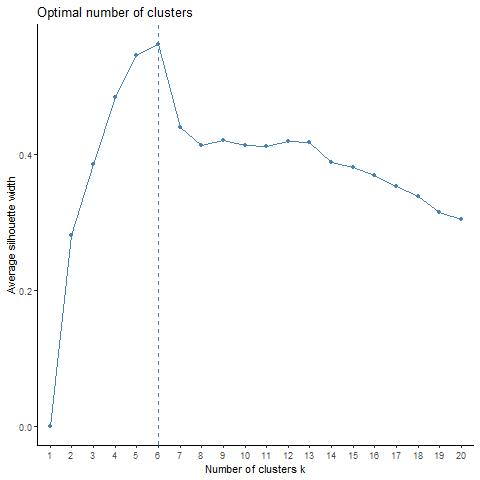 Optimal number of clusters
Average silhouette width
0.4
0.2
0.0
1 2 3 4 5 6 7 8 9 10 11 12 13 14 15 16 17 18 19 20
Number of clusters k